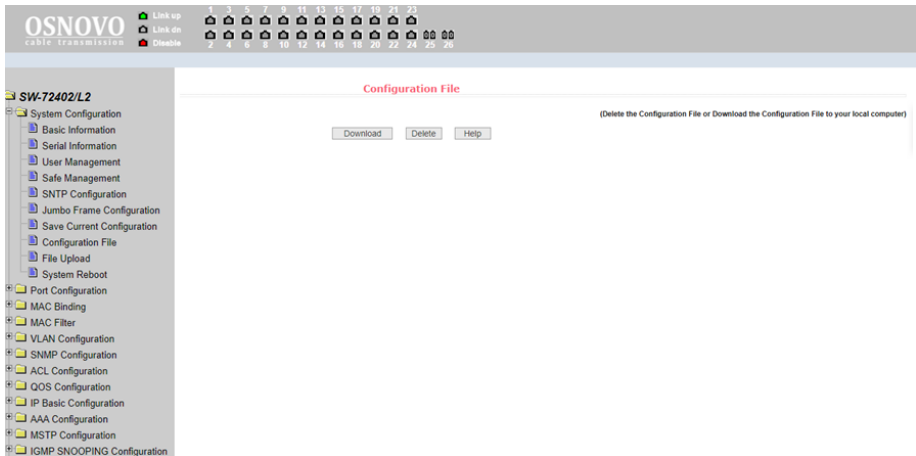 OSNOVO
cable transmission
Link up
Link dn
Disable
1 3 5 7 9 11 13 15 17 19 21 23
2 4 6 8 10 12 14 16 18 20 22 24 25 26
SW-72402/L2
System Configuration
Basic Information
Serial Information
User Management
Safe Management
SNTP Configuration
Jumbo Frame Configuration
Save Current Configuration
Configuration File
File Upload
System Reboot
Port Configuration
MAC Binding
MAC Filter
VLAN Configuration
SNMP Configuration
ACL Configuration
QOS Configuration
IP Basic Configuration
AAA Configuration
MSTP Configuration
IGMP SNOOPING Configuration
Configuration File
(Delete the Configuration File or Download the Configuration File to your local computer)
Download Delete Help